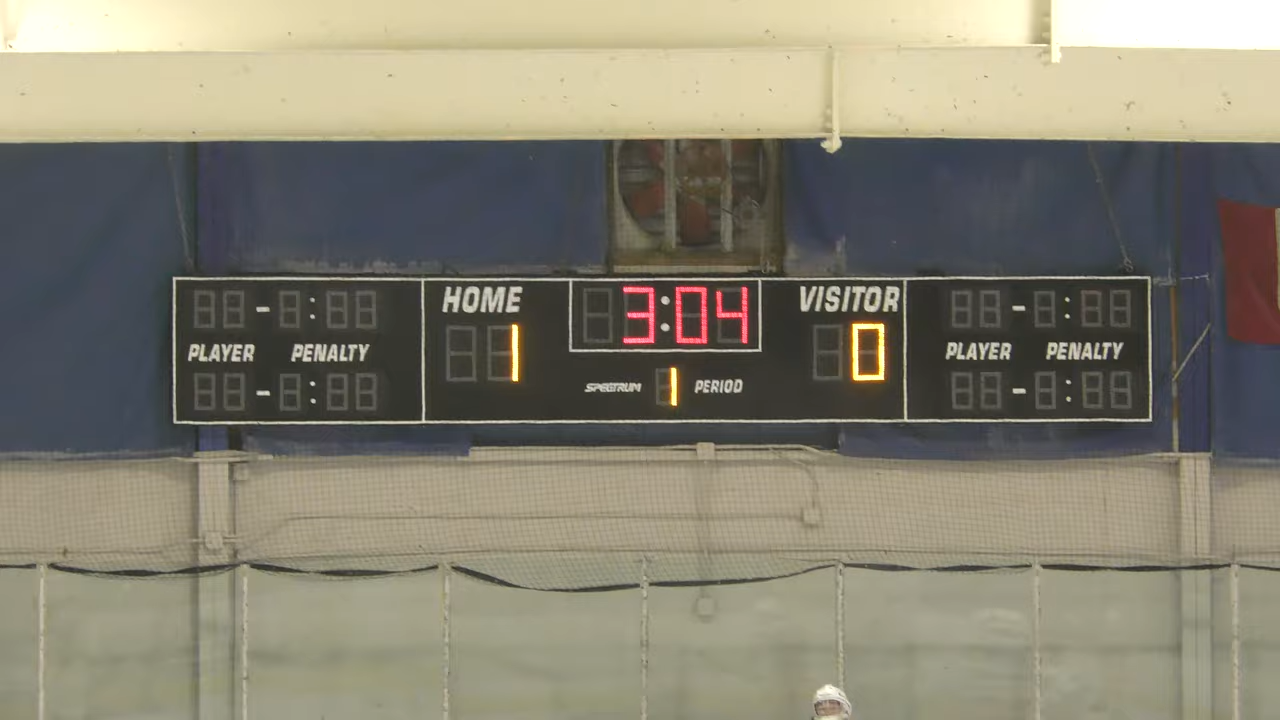 HOME 3:04 VISITOR
PLAYER PENALTY 1 0 PLAYER PENALTY
SPECTRUM 1 PERIOD